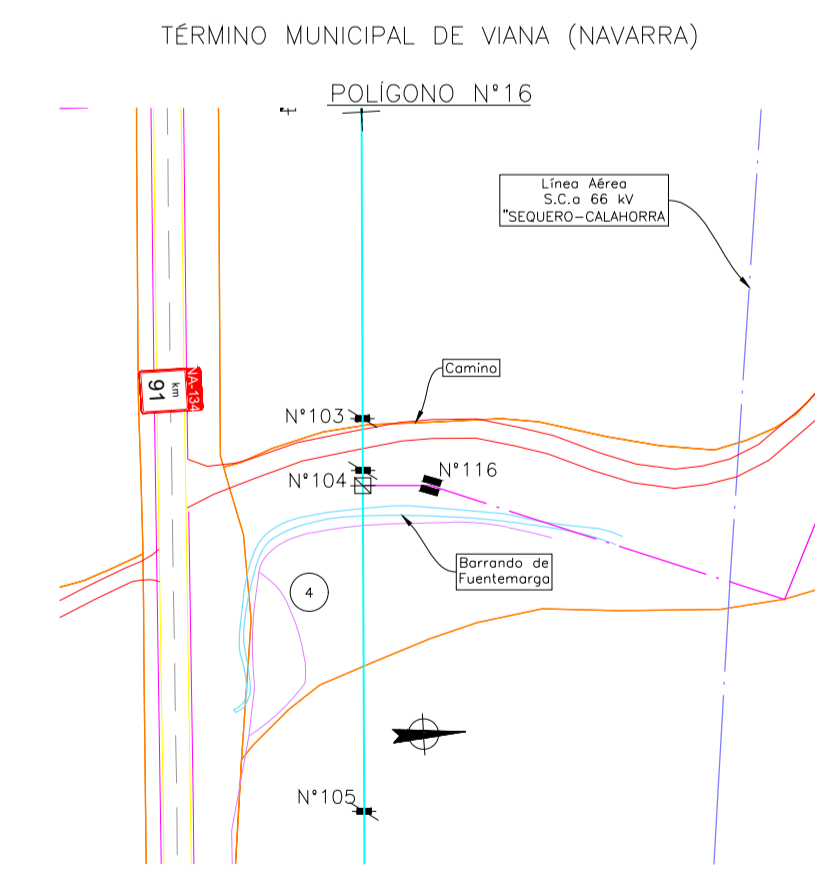 TÉRMINO MUNICIPAL DE VIANA (NAVARRA)
POLÍGONO N°16
Línea Aérea
S.C.a 66 kV
"SEQUERO-CALAHORRA
Camino
NA-134
km
91
N°103
N°104
N°116
Barrando de
Fuentemarga
4
N°105